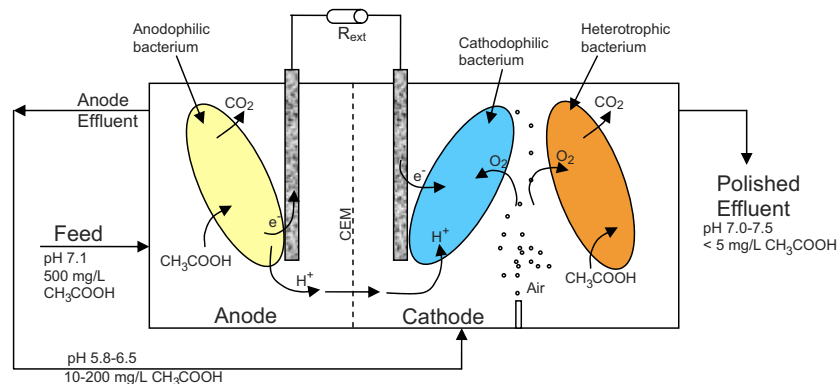 Anodophilic
bacterium
R_ext
Cathodophilic
bacterium
Heterotrophic
bacterium
Anode
Effluent
CO₂
CO₂
O₂
O₂
e⁻
e⁻
CEM
H⁺
H⁺
CH₃COOH
CH₃COOH
Air
Feed
pH 7.1
500 mg/L
CH₃COOH
Polished
Effluent
pH 7.0-7.5
< 5 mg/L CH₃COOH
Anode
Cathode
pH 5.8-6.5
10-200 mg/L CH₃COOH